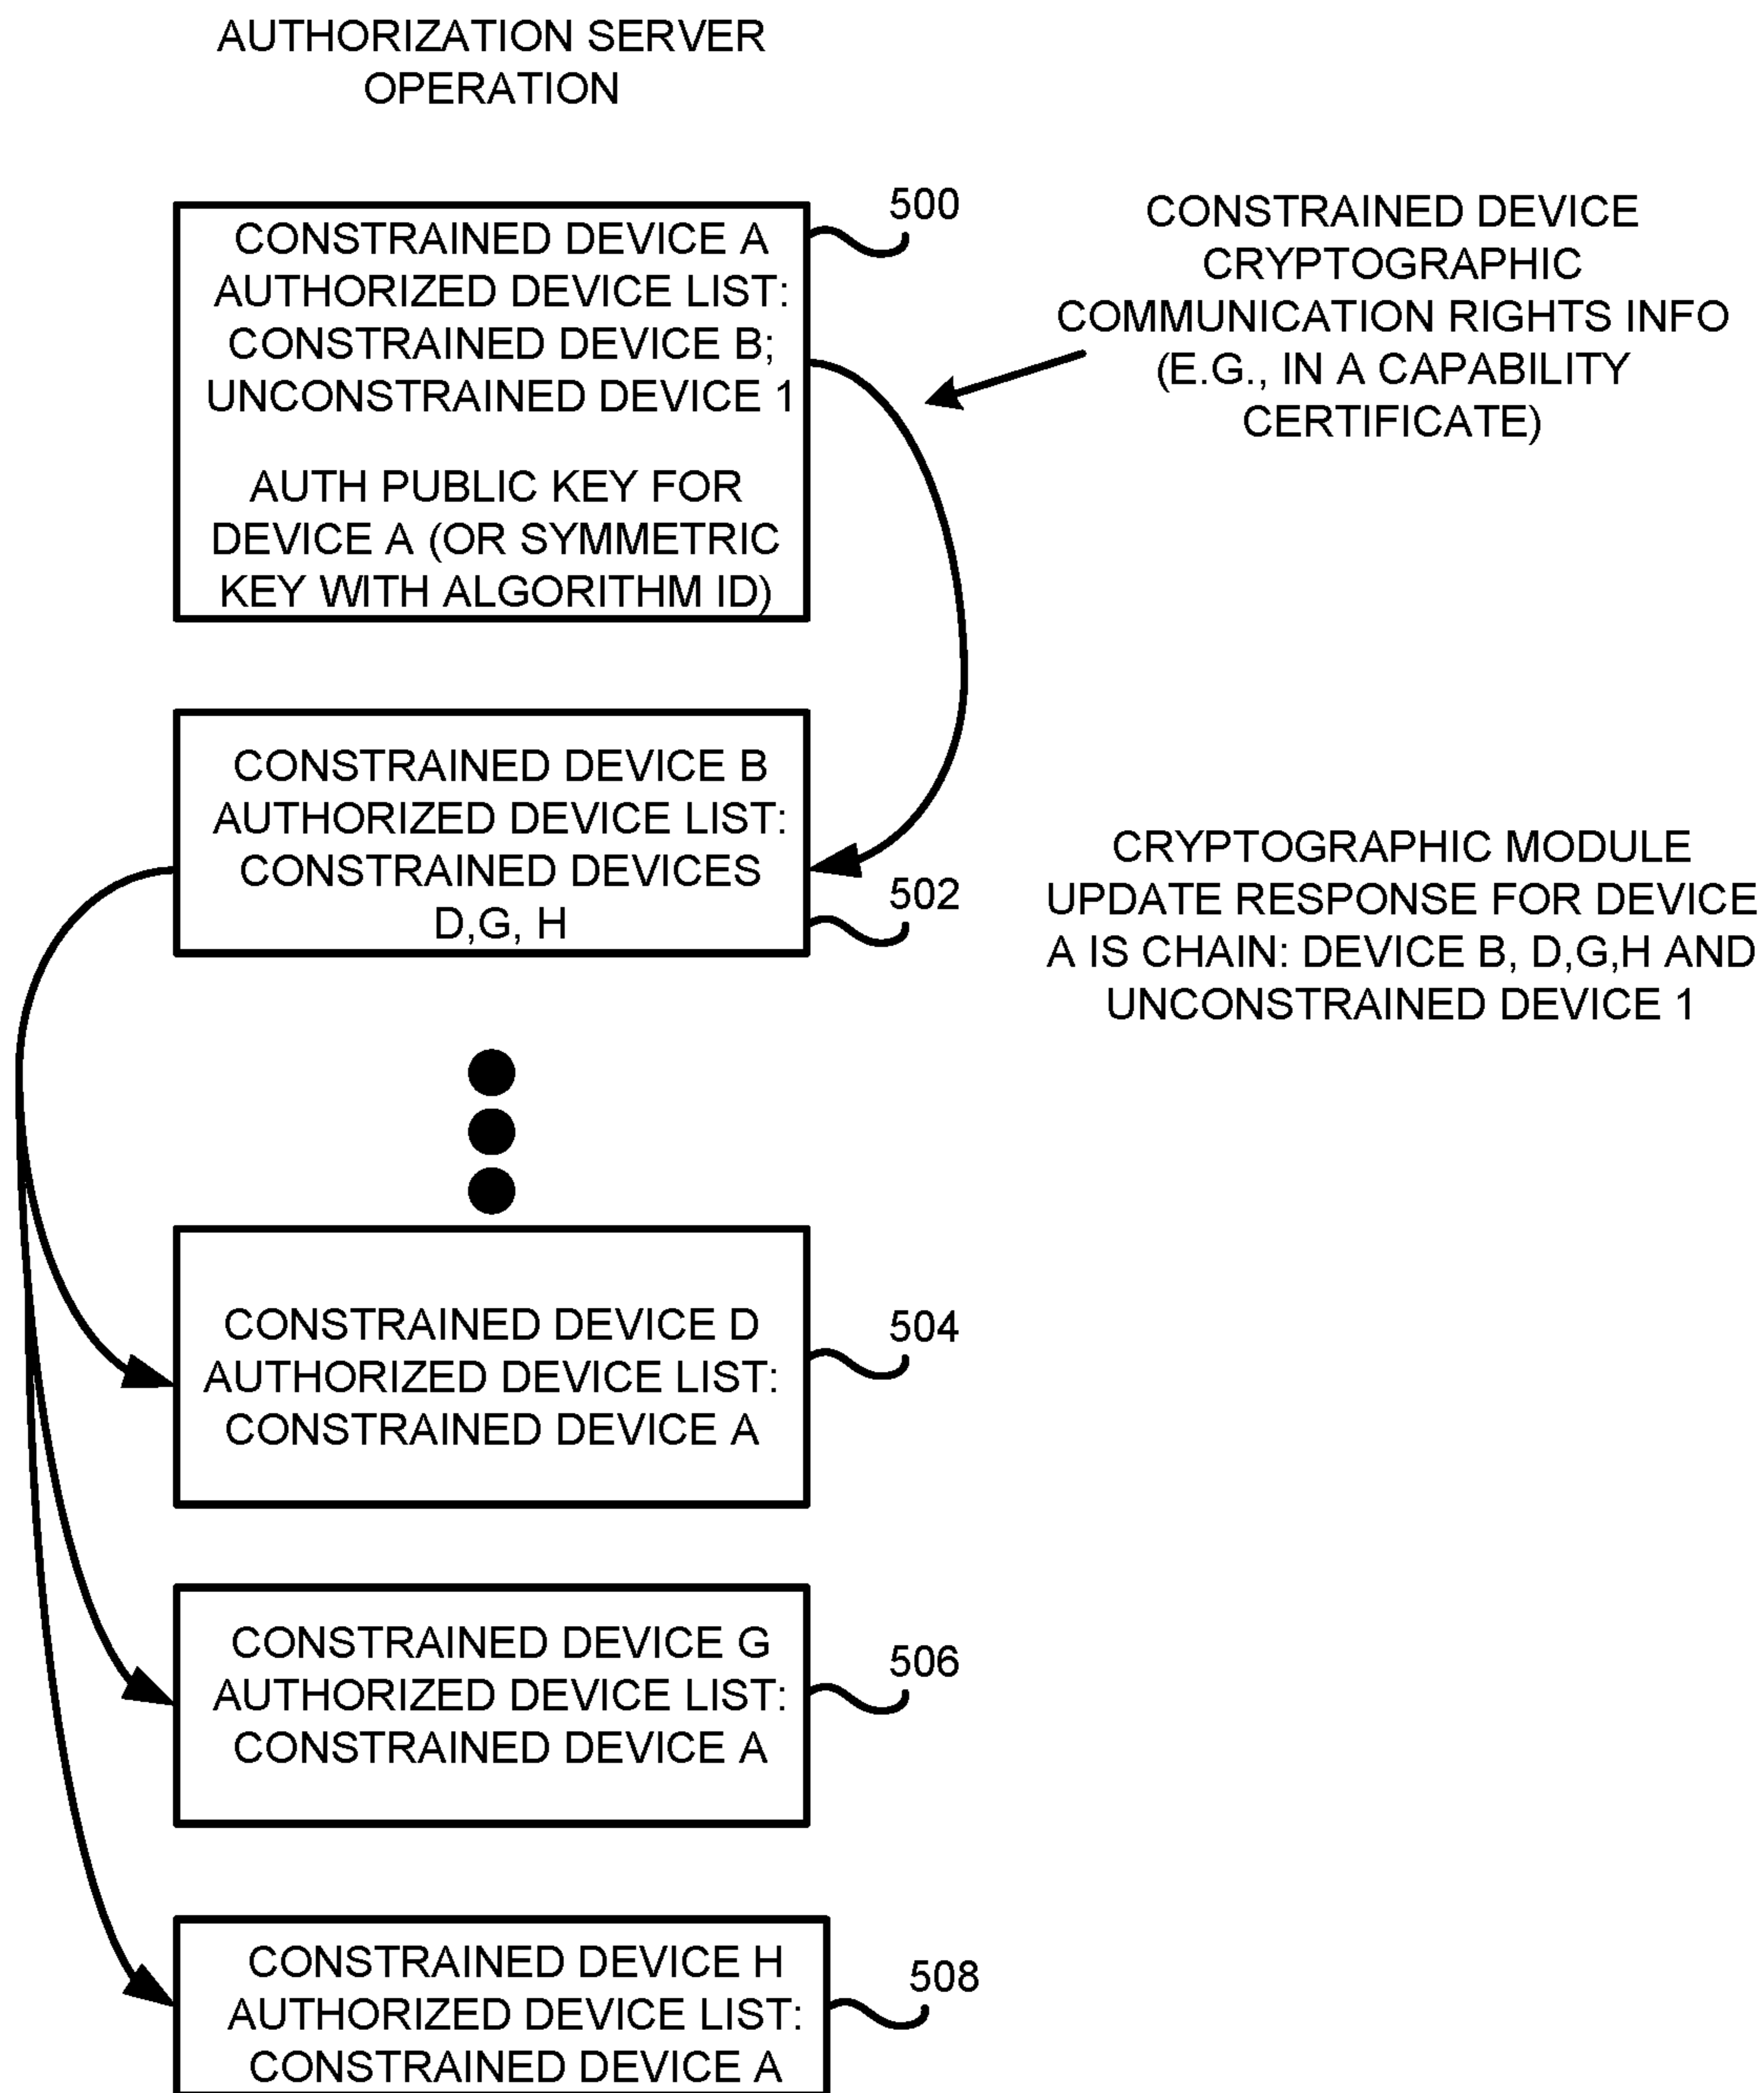 AUTHORIZATION SERVER
OPERATION
500
CONSTRAINED DEVICE A
AUTHORIZED DEVICE LIST:
CONSTRAINED DEVICE B;
UNCONSTRAINED DEVICE 1
AUTH PUBLIC KEY FOR
DEVICE A (OR SYMMETRIC
KEY WITH ALGORITHM ID)
CONSTRAINED DEVICE
CRYPTOGRAPHIC
COMMUNICATION RIGHTS INFO
(E.G., IN A CAPABILITY
CERTIFICATE)
CONSTRAINED DEVICE B
AUTHORIZED DEVICE LIST:
CONSTRAINED DEVICES
D,G, H
502
CRYPTOGRAPHIC MODULE
UPDATE RESPONSE FOR DEVICE
A IS CHAIN: DEVICE B, D,G,H AND
UNCONSTRAINED DEVICE 1
CONSTRAINED DEVICE D
AUTHORIZED DEVICE LIST:
CONSTRAINED DEVICE A
504
CONSTRAINED DEVICE G
AUTHORIZED DEVICE LIST:
CONSTRAINED DEVICE A
506
CONSTRAINED DEVICE H
AUTHORIZED DEVICE LIST:
CONSTRAINED DEVICE A
508